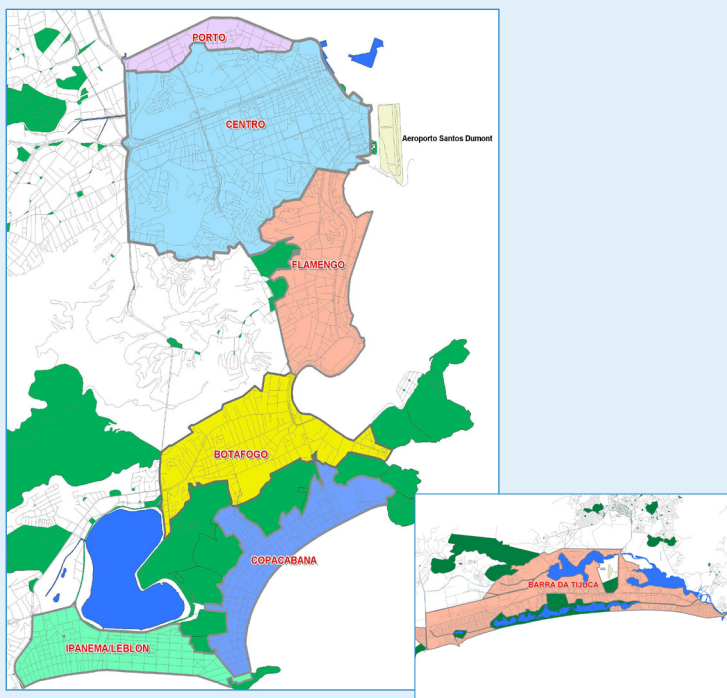 PORTO
CENTRO
Aeroporto Santos Dumont
FLAMENGO
BOTAFOGO
COPACABANA
BARRA DA TIJUCA
IPANEMA/LEBLON